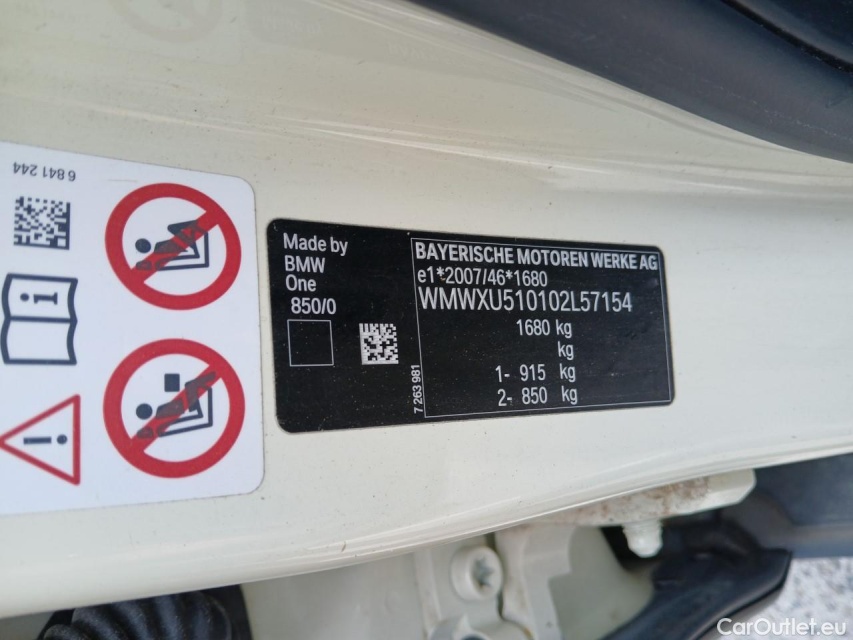 6 841 244
Made by
BMW
One
850/0
7 263 981
BAYERISCHE MOTOREN WERKE AG
e1*2007/46*1680
WMWXU510102L57154
1680 kg
kg
1- 915 kg
2- 850 kg
CarOutlet.eu